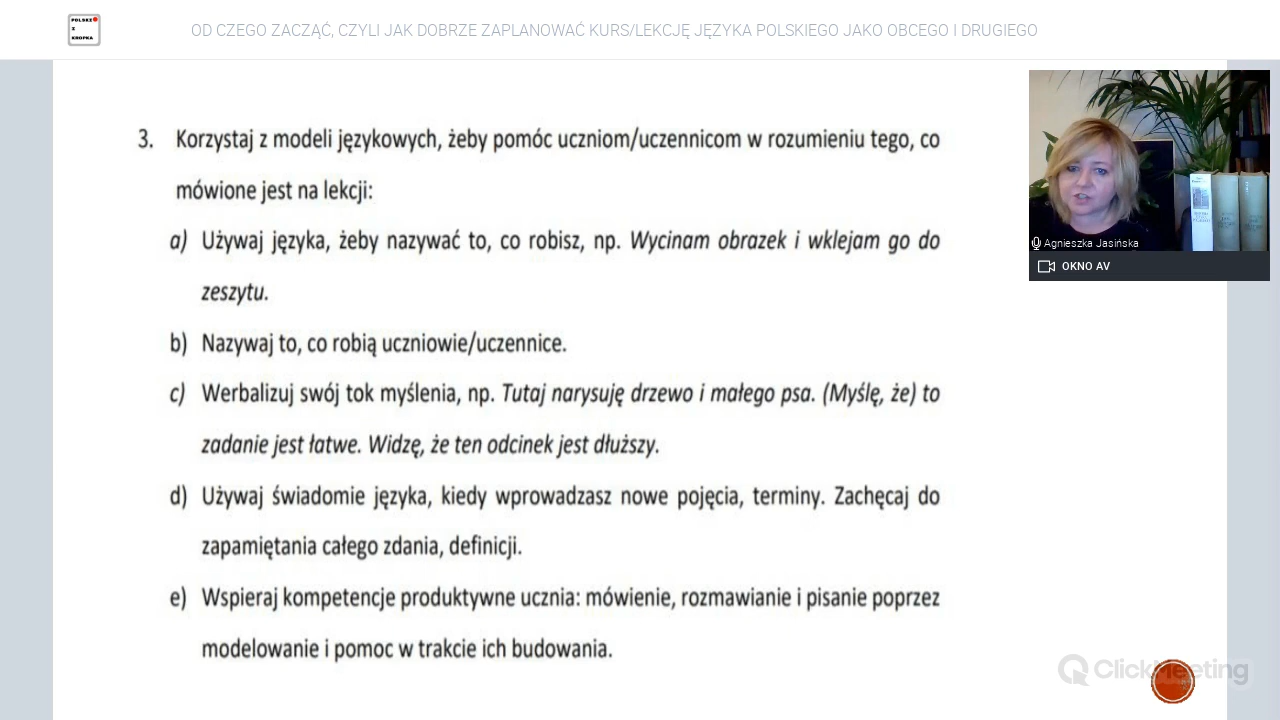 POLSKI
Z
KROPKĄ
OD CZEGO ZACZĄĆ, CZYLI JAK DOBRZE ZAPLANOWAĆ KURS/LEKCJĘ JĘZYKA POLSKIEGO JAKO OBCEGO I DRUGIEGO
3. Korzystaj z modeli językowych, żeby pomóc uczniom/uczennicom w rozumieniu tego, co
mówione jest na lekcji:
a) Używaj języka, żeby nazywać to, co robisz, np. Wycinam obrazek i wklejam go do
zeszytu.
b) Nazywaj to, co robią uczniowie/uczennice.
c) Werbalizuj swój tok myślenia, np. Tutaj narysuję drzewo i małego psa. (Myślę, że) to
zadanie jest łatwe. Widzę, że ten odcinek jest dłuższy.
d) Używaj świadomie języka, kiedy wprowadzasz nowe pojęcia, terminy. Zachęcaj do
zapamiętania całego zdania, definicji.
e) Wspieraj kompetencje produktywne ucznia: mówienie, rozmawianie i pisanie poprzez
modelowanie i pomoc w trakcie ich budowania.
Agnieszka Jasińska
OKNO AV
ClickMeeting